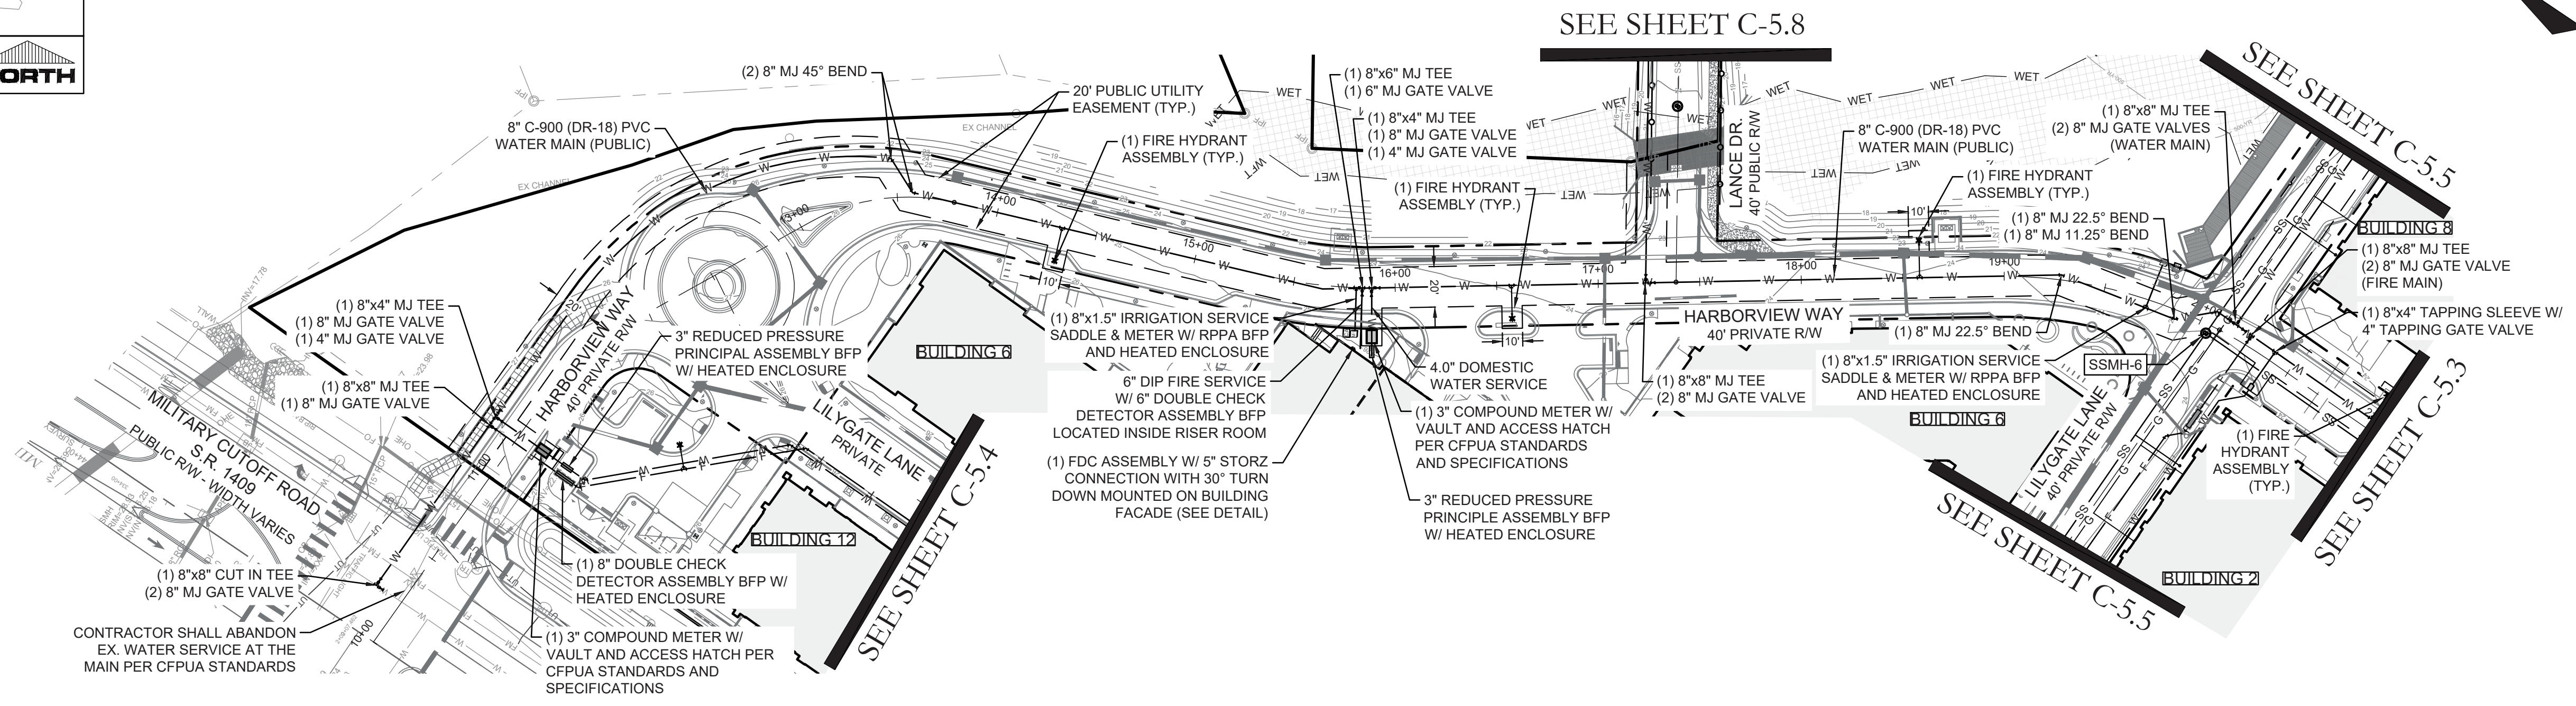 SEE SHEET C-5.8
ORTH
(2) 8" MJ 45° BEND
20' PUBLIC UTILITY
EASEMENT (TYP.)
(1) 8"x6" MJ TEE
(1) 6" MJ GATE VALVE
(1) 8"x4" MJ TEE
(1) 8" MJ GATE VALVE
(1) 4" MJ GATE VALVE
8" C-900 (DR-18) PVC
WATER MAIN (PUBLIC)
(1) FIRE HYDRANT
ASSEMBLY (TYP.)
(1) FIRE HYDRANT
ASSEMBLY (TYP.)
LANCE DR.
40' PUBLIC R/W
8" C-900 (DR-18) PVC
WATER MAIN (PUBLIC)
(1) 8"x8" MJ TEE
(2) 8" MJ GATE VALVES
(WATER MAIN)
(1) FIRE HYDRANT
ASSEMBLY (TYP.)
(1) 8" MJ 22.5° BEND
(1) 8" MJ 11.25° BEND
SEE SHEET C-5.5
BUILDING 8
(1) 8"x8" MJ TEE
(2) 8" MJ GATE VALVE
(FIRE MAIN)
(1) 8"x4" TAPPING SLEEVE W/
4" TAPPING GATE VALVE
EX CHANNEL
EX CHANNEL
IPF
IPF
IPF
WET
WET
WET
WET
WET
WET
WET
WET
WET
WET
13+00
14+00
15+00
16+00
17+00
18+00
19+00
10'
10'
10'
20'
20'
(1) 8"x4" MJ TEE
(1) 8" MJ GATE VALVE
(1) 4" MJ GATE VALVE
(1) 8"x8" MJ TEE
(1) 8" MJ GATE VALVE
HARBORVIEW WAY
40' PRIVATE R/W
3" REDUCED PRESSURE
PRINCIPAL ASSEMBLY BFP
W/ HEATED ENCLOSURE
BUILDING 6
(1) 8"x1.5" IRRIGATION SERVICE
SADDLE & METER W/ RPPA BFP
AND HEATED ENCLOSURE
6" DIP FIRE SERVICE
W/ 6" DOUBLE CHECK
DETECTOR ASSEMBLY BFP
LOCATED INSIDE RISER ROOM
(1) FDC ASSEMBLY W/ 5" STORZ
CONNECTION WITH 30° TURN
DOWN MOUNTED ON BUILDING
FACADE (SEE DETAIL)
4.0" DOMESTIC
WATER SERVICE
(1) 3" COMPOUND METER W/
VAULT AND ACCESS HATCH
PER CFPUA STANDARDS
AND SPECIFICATIONS
3" REDUCED PRESSURE
PRINCIPLE ASSEMBLY BFP
W/ HEATED ENCLOSURE
HARBORVIEW WAY
40' PRIVATE R/W
(1) 8"x8" MJ TEE
(2) 8" MJ GATE VALVE
(1) 8" MJ 22.5° BEND
(1) 8"x1.5" IRRIGATION SERVICE
SADDLE & METER W/ RPPA BFP
AND HEATED ENCLOSURE
SSMH-6
BUILDING 6
LILYGATE LANE
40' PRIVATE R/W
(1) FIRE
HYDRANT
ASSEMBLY
(TYP.)
SEE SHEET C-5.3
SEE SHEET C-5.5
BUILDING 2
MILITARY CUTOFF ROAD
S.R. 1409
PUBLIC R/W - WIDTH VARIES
LILYGATE LANE
PRIVATE
BUILDING 12
SEE SHEET C-5.4
(1) 8"x8" CUT IN TEE
(2) 8" MJ GATE VALVE
CONTRACTOR SHALL ABANDON
EX. WATER SERVICE AT THE
MAIN PER CFPUA STANDARDS
10+00
(1) 8" DOUBLE CHECK
DETECTOR ASSEMBLY BFP W/
HEATED ENCLOSURE
(1) 3" COMPOUND METER W/
VAULT AND ACCESS HATCH PER
CFPUA STANDARDS AND
SPECIFICATIONS